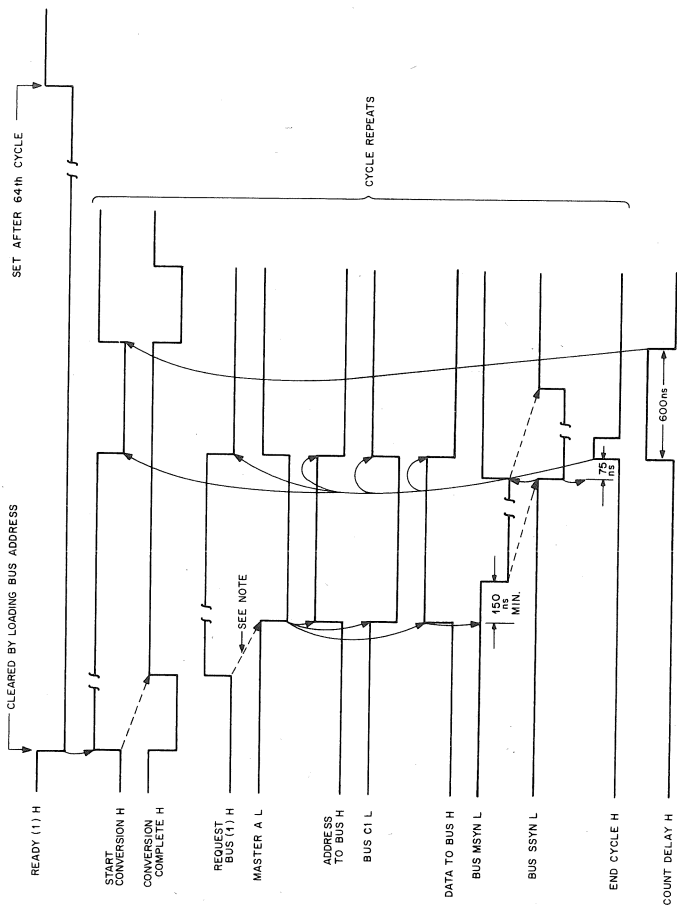 SET AFTER 64th CYCLE
CLEARED BY LOADING BUS ADDRESS
READY (1) H
START
CONVERSION H
CONVERSION
COMPLETE H
REQUEST
BUS (1) H
SEE NOTE
MASTER A L
ADDRESS
TO BUS H
BUS C1 L
DATA TO BUS H
BUS MSYN L
150
ns
MIN.
BUS SSYN L
75
ns
END CYCLE H
600ns
COUNT DELAY H
CYCLE REPEATS